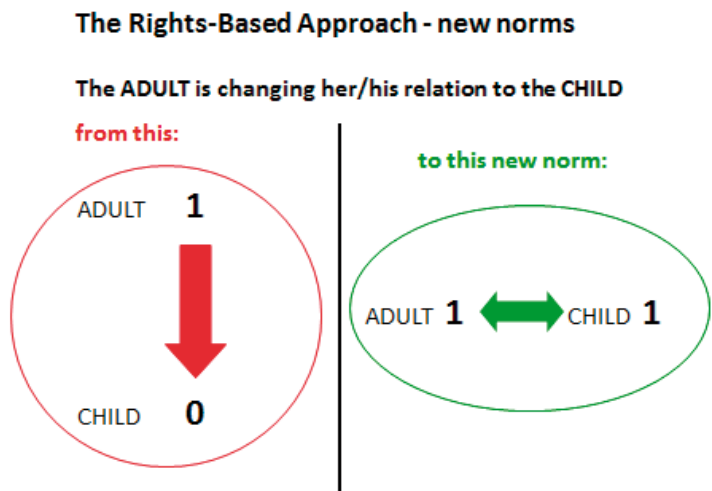 The Rights-Based Approach - new norms
The ADULT is changing her/his relation to the CHILD
from this:
ADULT 1
CHILD 0
to this new norm:
ADULT 1 CHILD 1